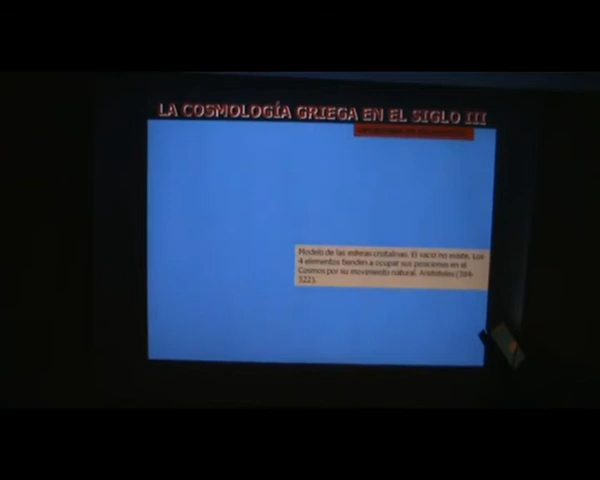 LA COSMOLOGÍA GRIEGA EN EL SIGLO III
Modelo de las esferas cristalinas. El vacio no existe. Los
4 elementos tienden a ocupar sus posiciones en el
Cosmos por su movimiento natural. Aristóteles (384-
322).